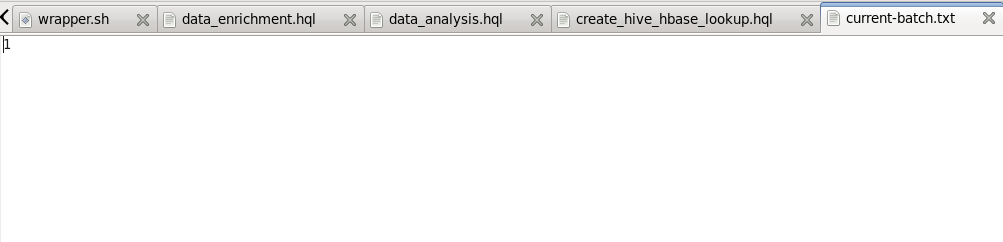 wrapper.sh data_enrichment.hql data_analysis.hql create_hive_hbase_lookup.hql current-batch.txt
1